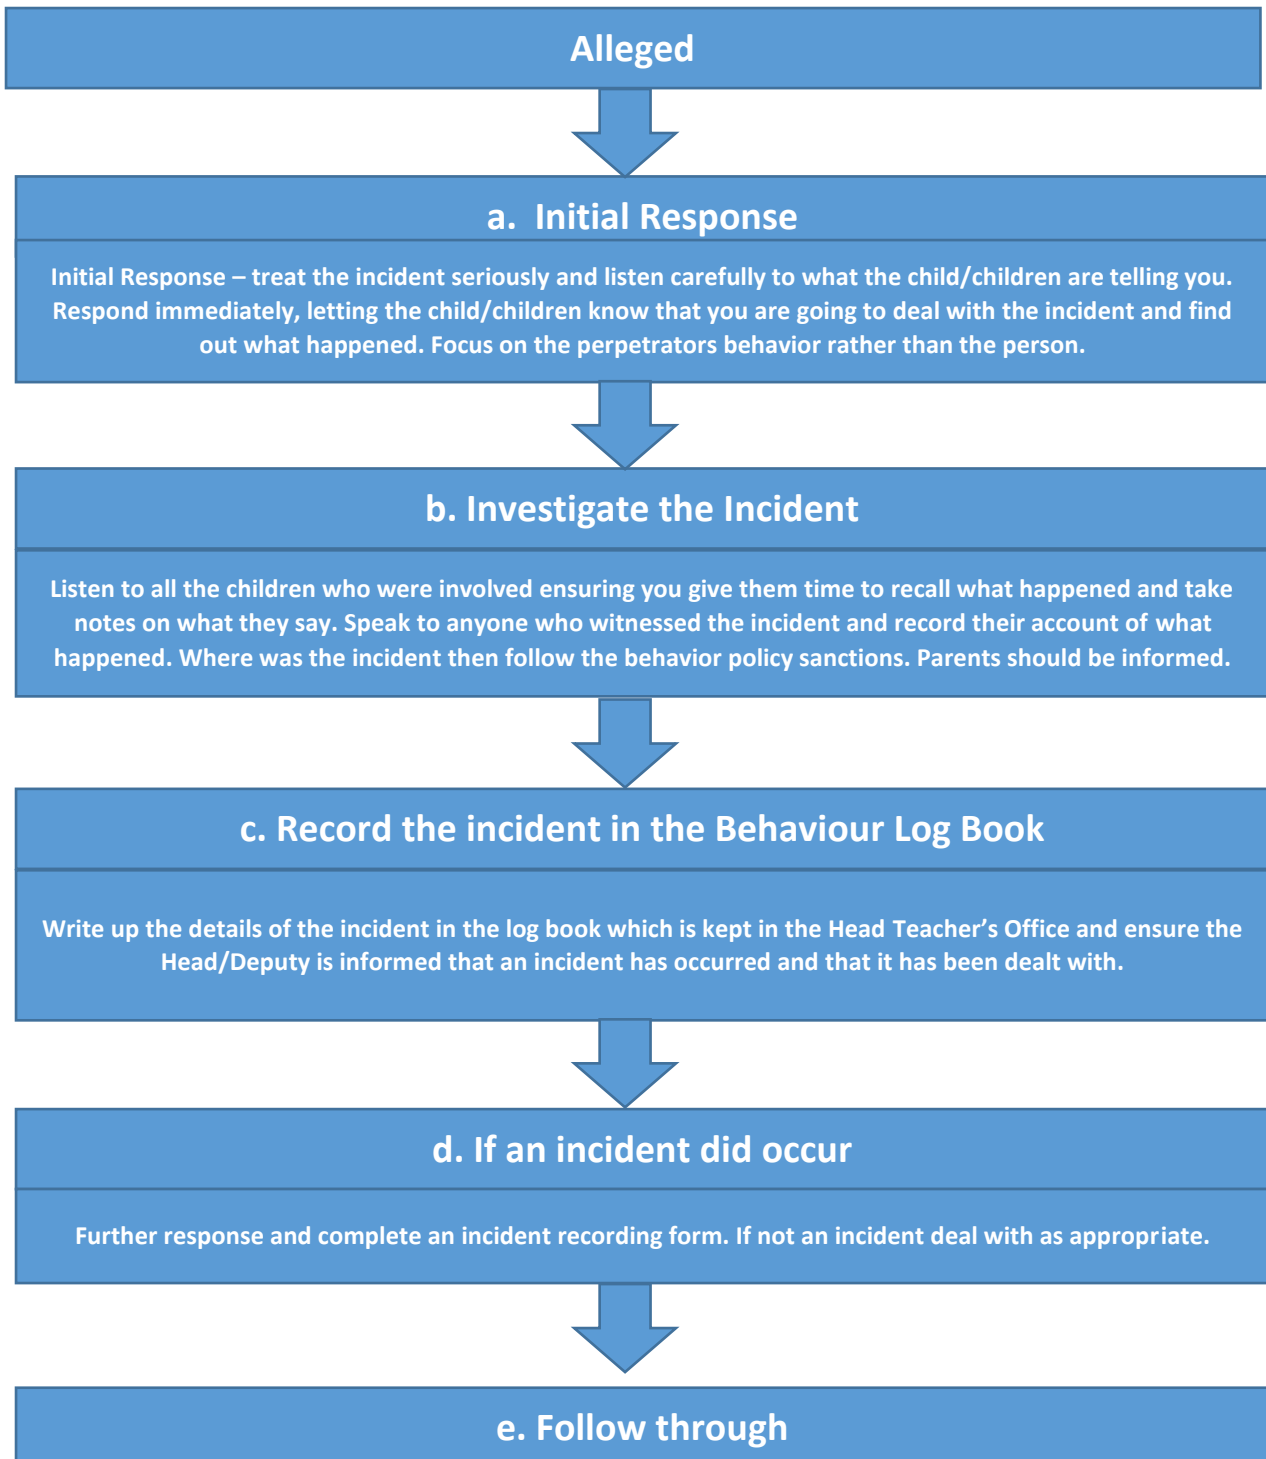 Alleged
a. Initial Response
Initial Response – treat the incident seriously and listen carefully to what the child/children are telling you.
Respond immediately, letting the child/children know that you are going to deal with the incident and find
out what happened. Focus on the perpetrators behavior rather than the person.
b. Investigate the Incident
Listen to all the children who were involved ensuring you give them time to recall what happened and take
notes on what they say. Speak to anyone who witnessed the incident and record their account of what
happened. Where was the incident then follow the behavior policy sanctions. Parents should be informed.
c. Record the incident in the Behaviour Log Book
Write up the details of the incident in the log book which is kept in the Head Teacher’s Office and ensure the
Head/Deputy is informed that an incident has occurred and that it has been dealt with.
d. If an incident did occur
Further response and complete an incident recording form. If not an incident deal with as appropriate.
e. Follow through